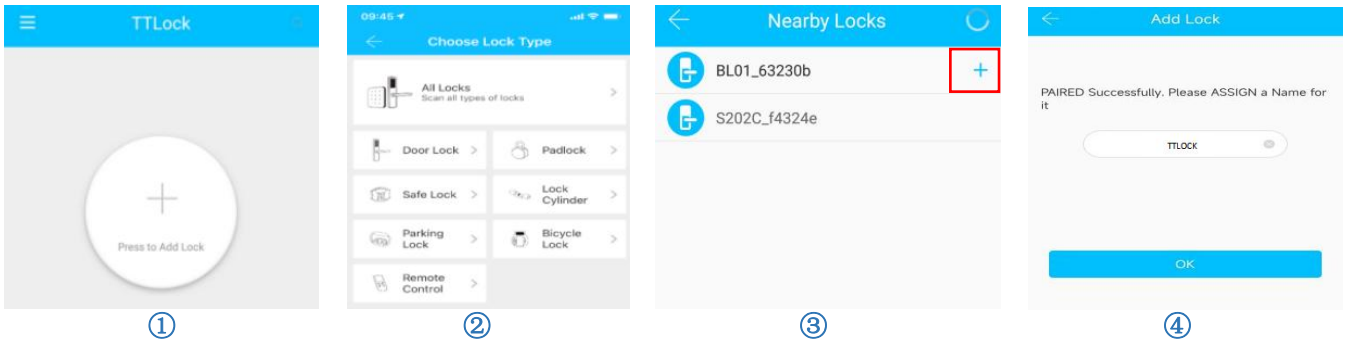 TTLock
Press to Add Lock
①
09:45
Choose Lock Type
All Locks
Scan all types of locks
Door Lock
Padlock
Safe Lock
Lock
Cylinder
Parking
Lock
Bicycle
Lock
Remote
Control
②
Nearby Locks
BL01_63230b
S202C_f4324e
③
Add Lock
PAIRED Successfully. Please ASSIGN a Name for
it
TTLOCK
OK
④